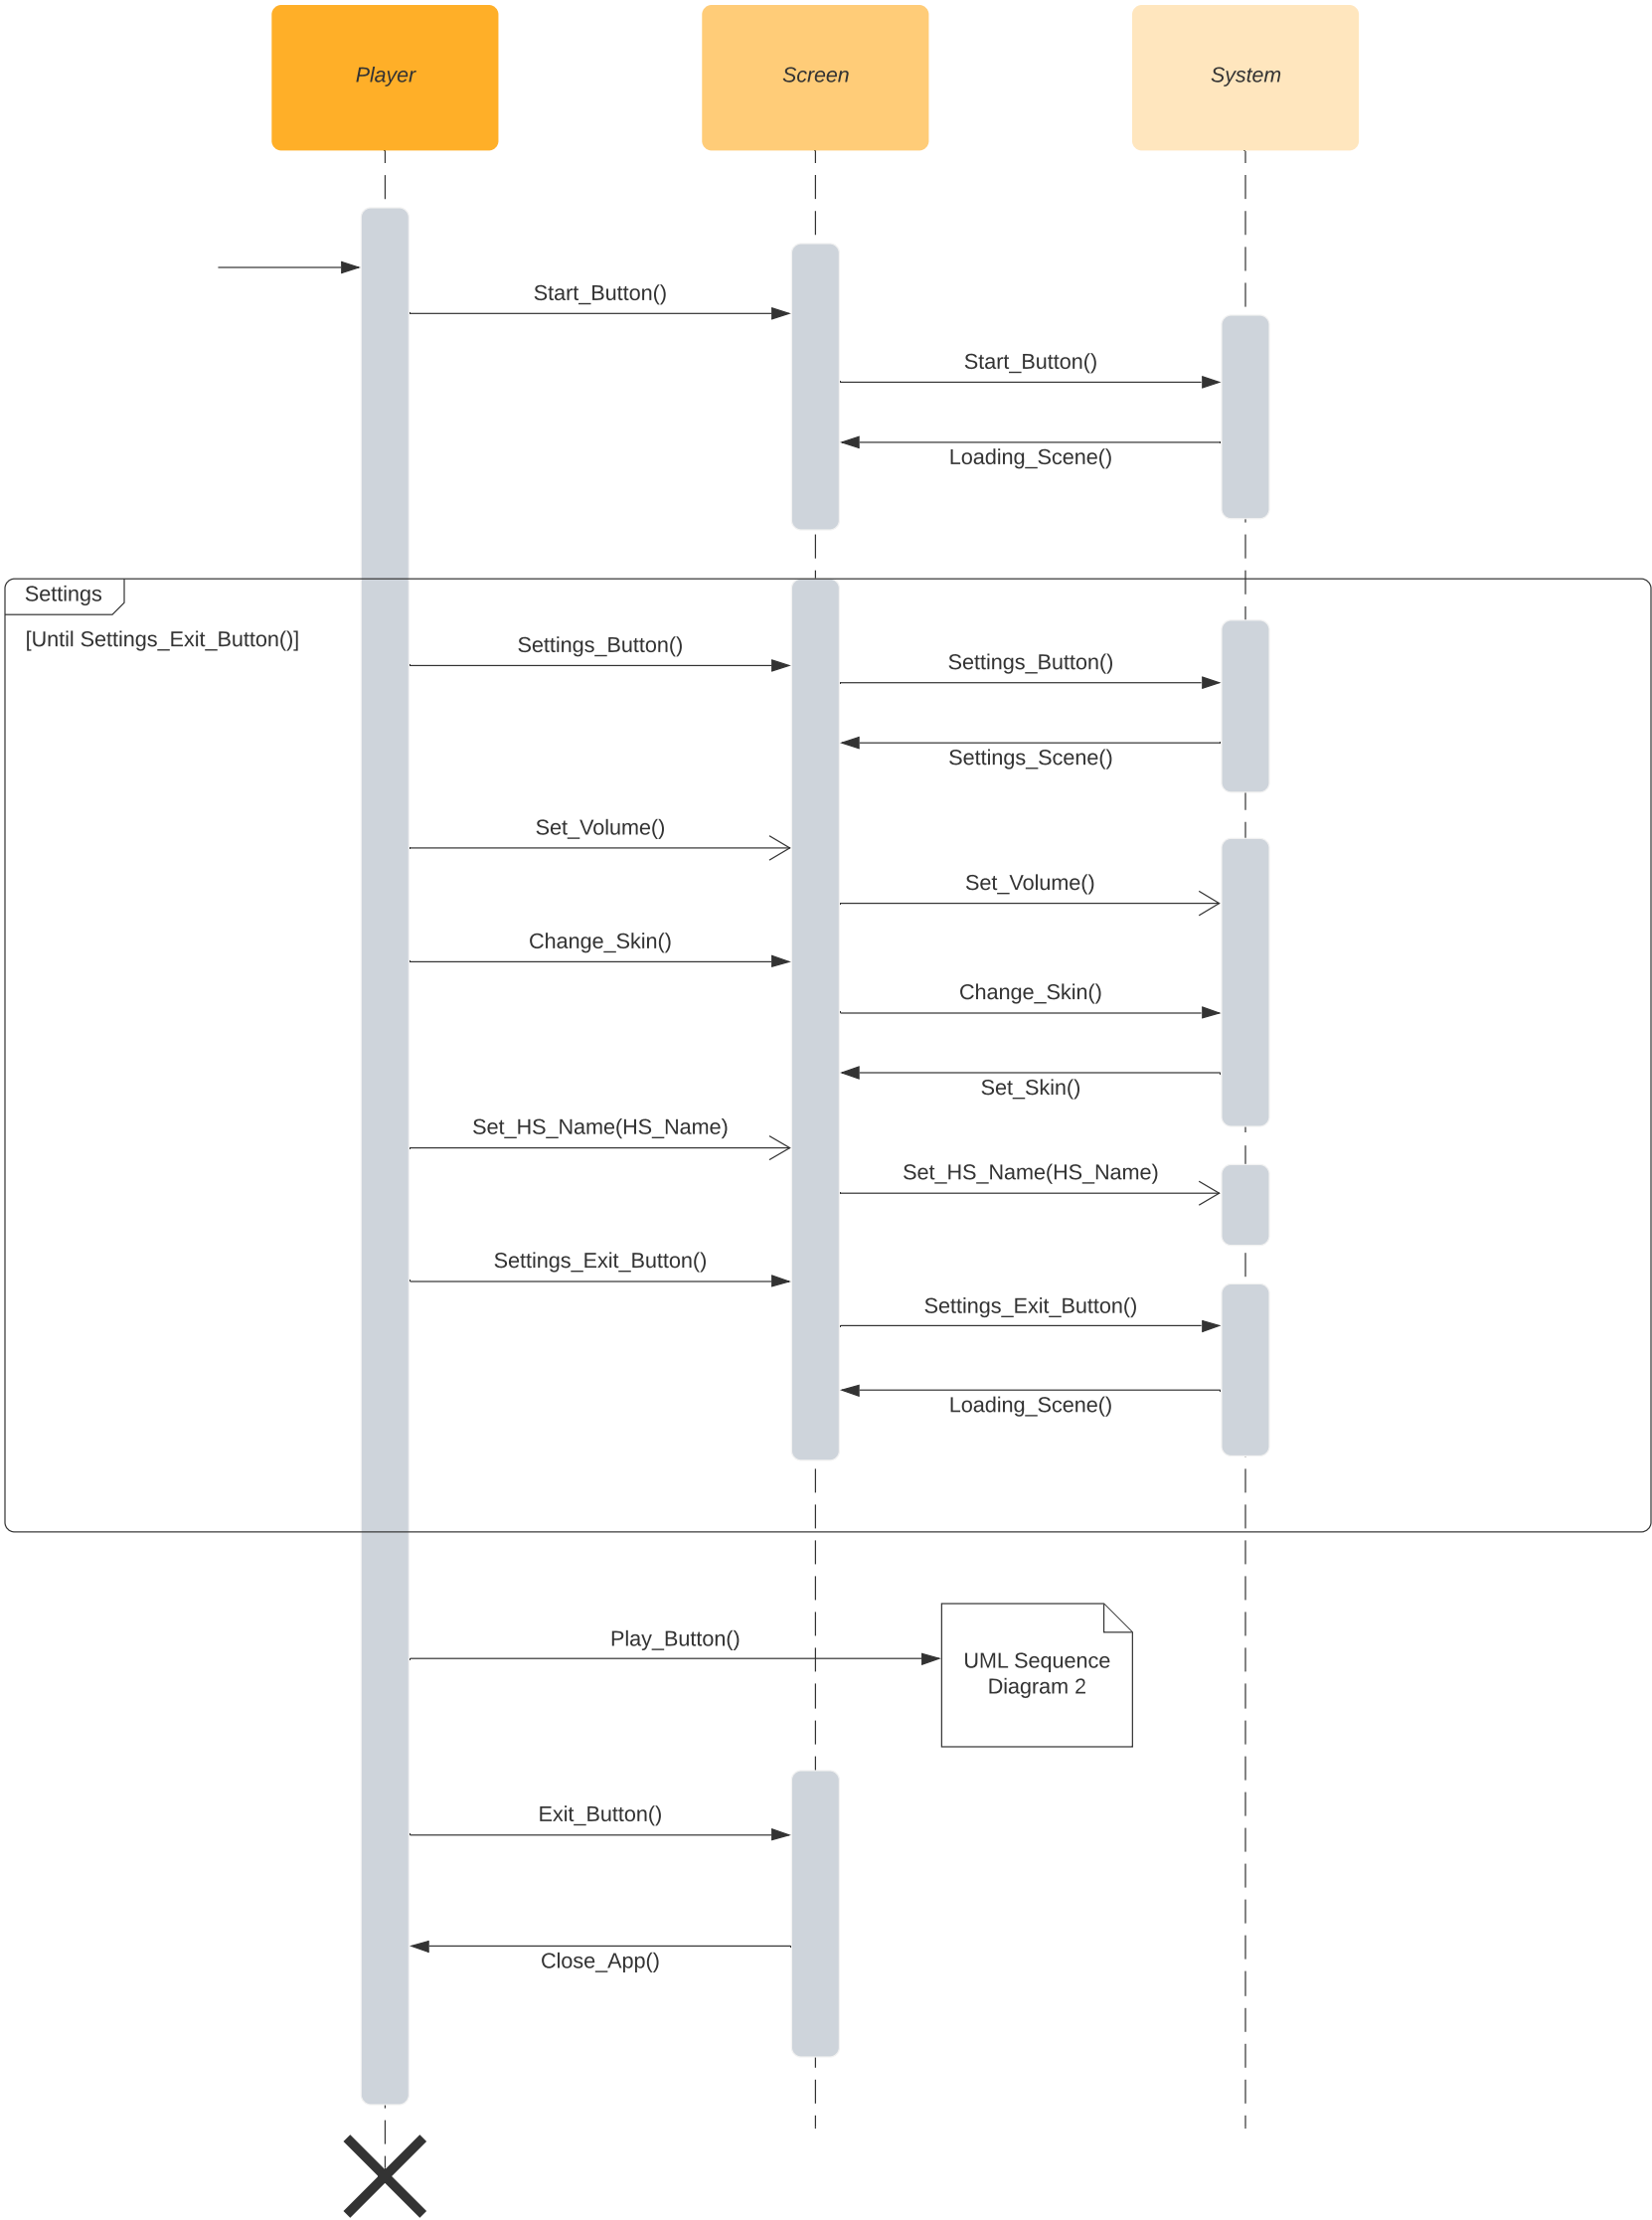 Player
Screen
System
Start_Button()
Start_Button()
Loading_Scene()
Settings
[Until Settings_Exit_Button()]
Settings_Button()
Settings_Button()
Settings_Scene()
Set_Volume()
Set_Volume()
Change_Skin()
Change_Skin()
Set_Skin()
Set_HS_Name(HS_Name)
Set_HS_Name(HS_Name)
Settings_Exit_Button()
Settings_Exit_Button()
Loading_Scene()
Play_Button()
UML Sequence
Diagram 2
Exit_Button()
Close_App()